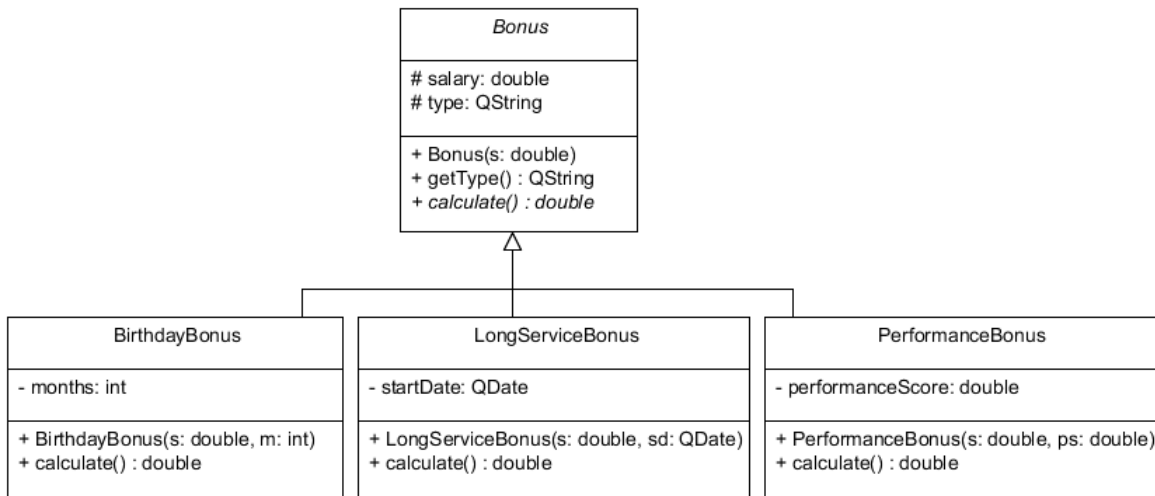 Bonus
# salary: double
# type: QString
+ Bonus(s: double)
+ getType() : QString
+ calculate() : double
BirthdayBonus
- months: int
+ BirthdayBonus(s: double, m: int)
+ calculate() : double
LongServiceBonus
- startDate: QDate
+ LongServiceBonus(s: double, sd: QDate)
+ calculate() : double
PerformanceBonus
- performanceScore: double
+ PerformanceBonus(s: double, ps: double)
+ calculate() : double